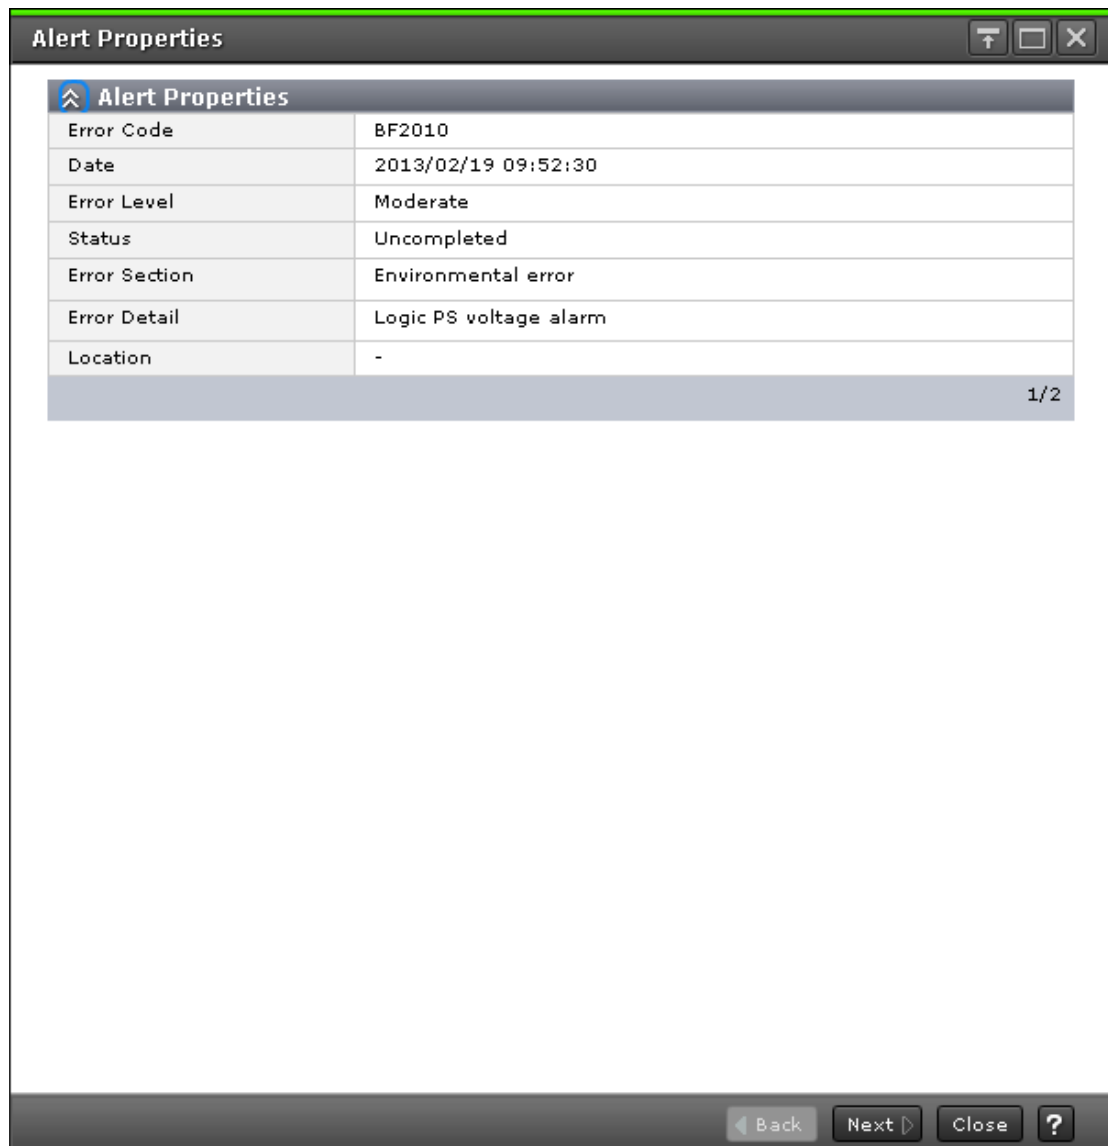 Alert Properties
Alert Properties
Error Code BF2010
Date 2013/02/19 09:52:30
Error Level Moderate
Status Uncompleted
Error Section Environmental error
Error Detail Logic PS voltage alarm
Location -
1/2
Back Next Close ?